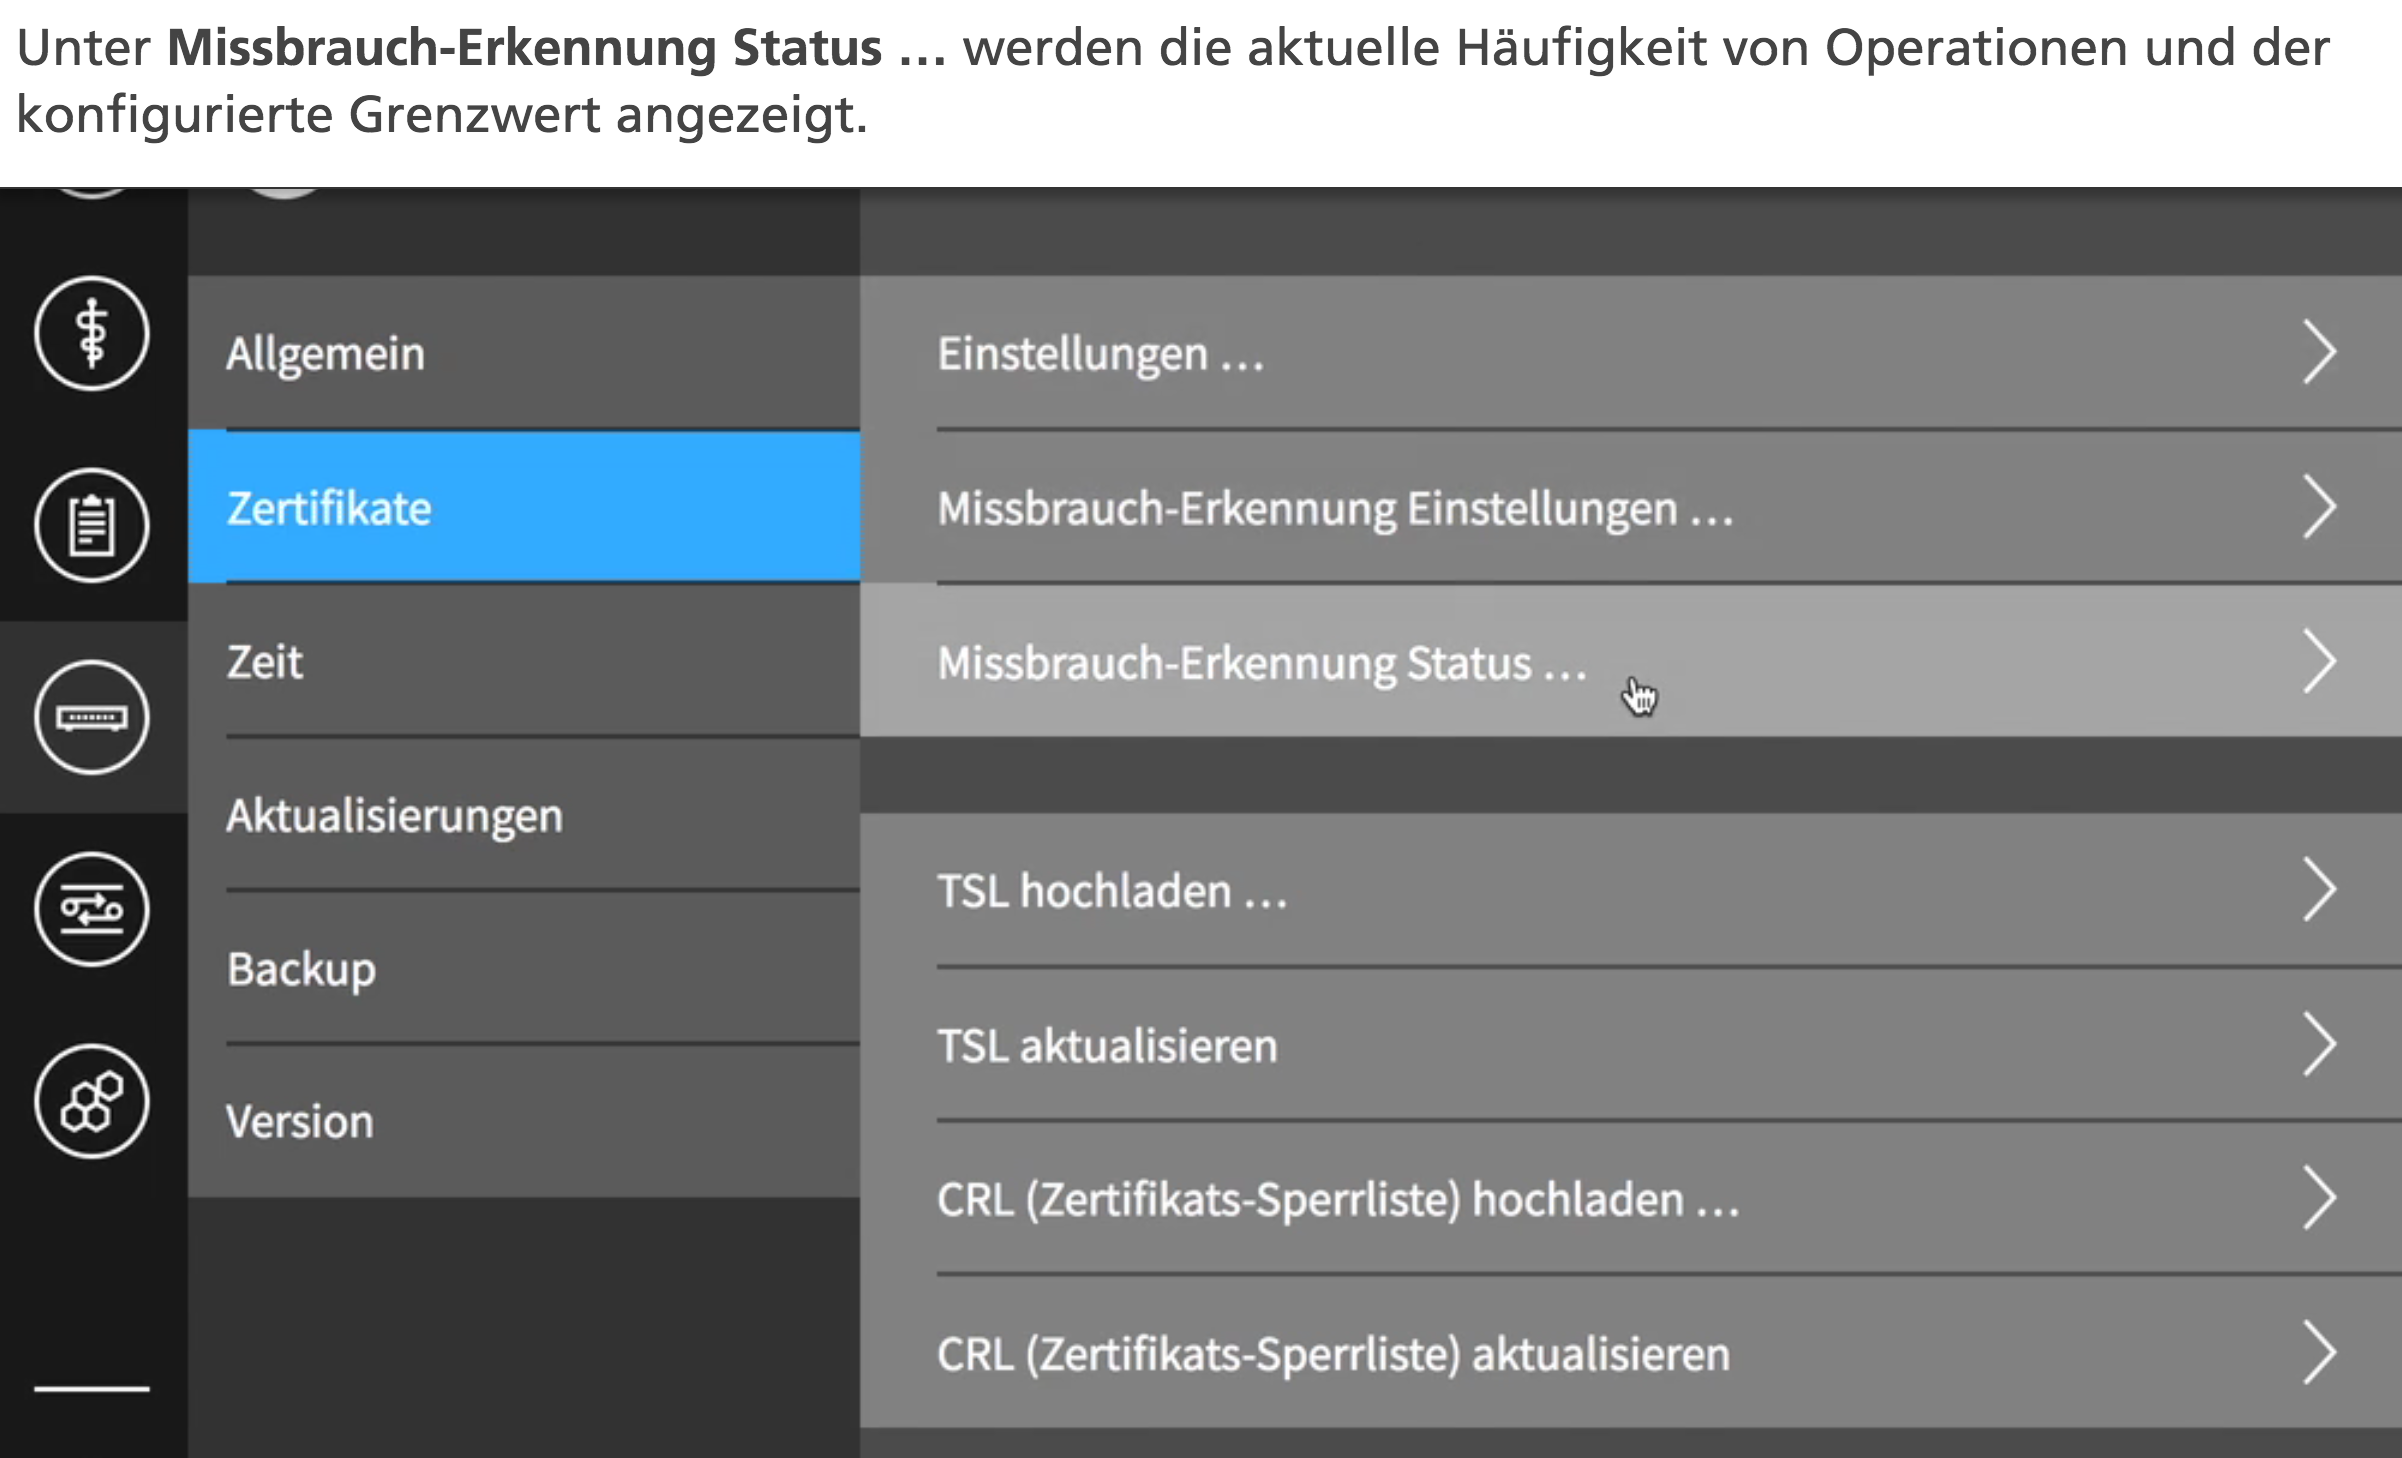 Unter Missbrauch-Erkennung Status ... werden die aktuelle Häufigkeit von Operationen und der
konfigurierte Grenzwert angezeigt.
Allgemein
Zertifikate
Zeit
Aktualisierungen
Backup
Version
Einstellungen ...
Missbrauch-Erkennung Einstellungen ...
Missbrauch-Erkennung Status ...
TSL hochladen ...
TSL aktualisieren
CRL (Zertifikats-Sperrliste) hochladen ...
CRL (Zertifikats-Sperrliste) aktualisieren